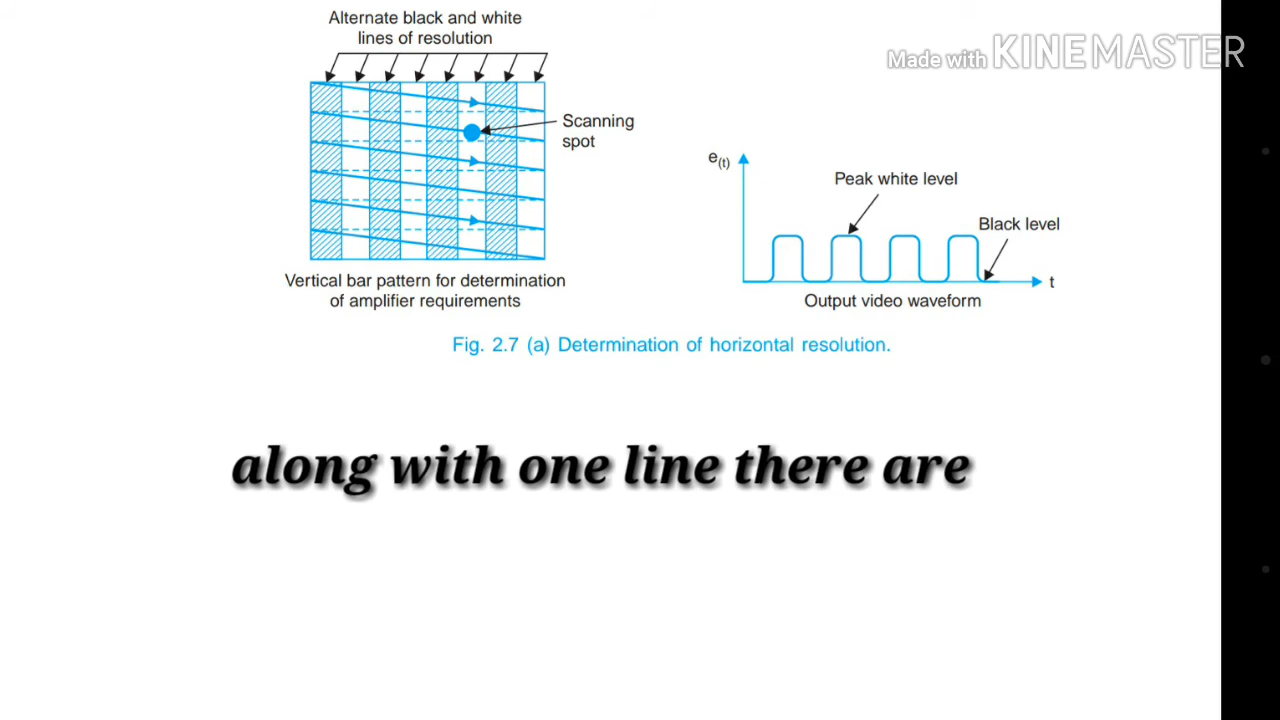 Alternate black and white
lines of resolution
Made with KINEMASTER
Scanning
spot
e(t)
Peak white level
Black level
t
Vertical bar pattern for determination
of amplifier requirements
Output video waveform
Fig. 2.7 (a) Determination of horizontal resolution.
along with one line there are